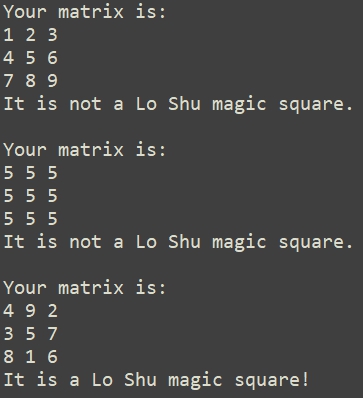 Your matrix is:
1 2 3
4 5 6
7 8 9
It is not a Lo Shu magic square.
Your matrix is:
5 5 5
5 5 5
5 5 5
It is not a Lo Shu magic square.
Your matrix is:
4 9 2
3 5 7
8 1 6
It is a Lo Shu magic square!